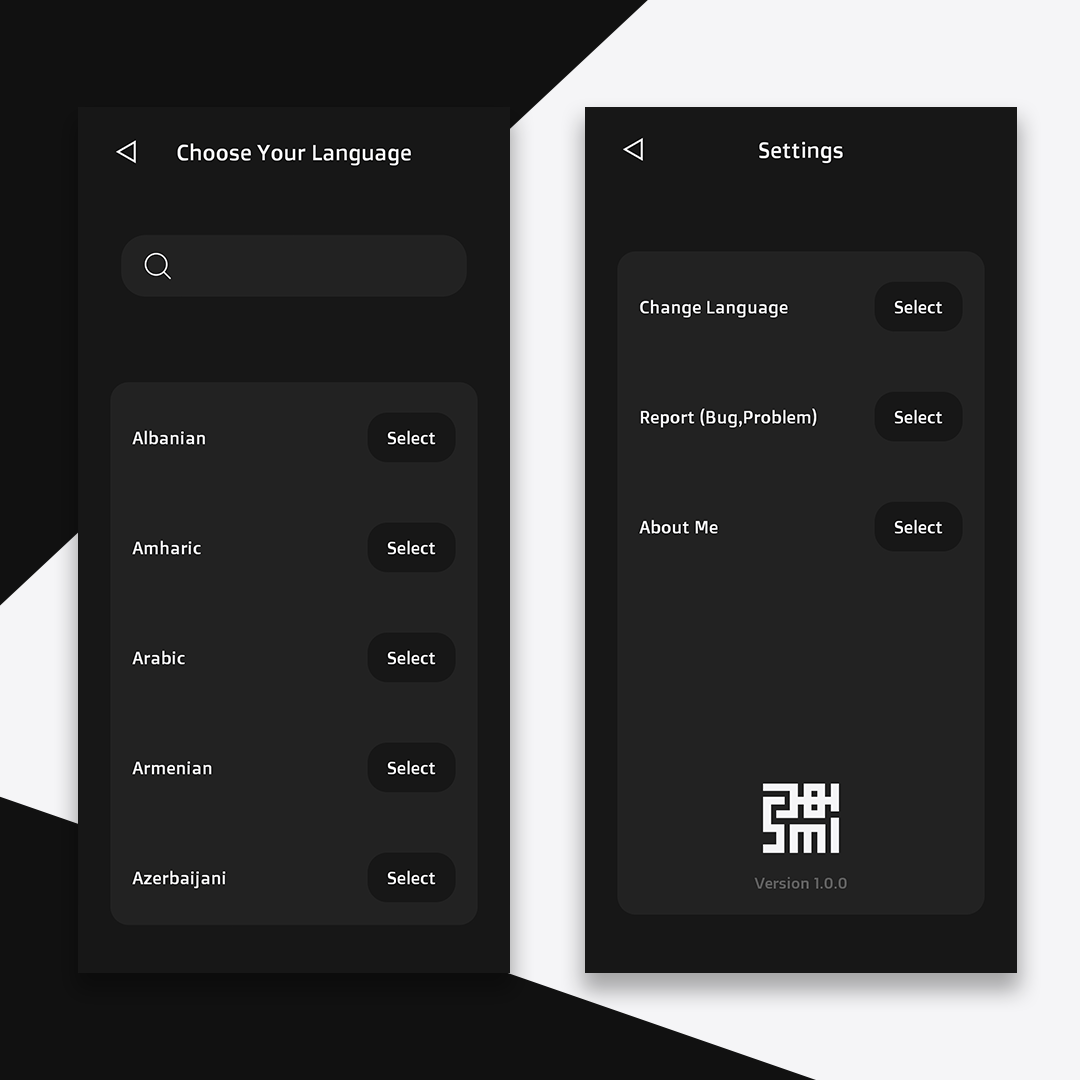 Choose Your Language
Albanian Select
Amharic Select
Arabic Select
Armenian Select
Azerbaijani Select
Settings
Change Language Select
Report (Bug,Problem) Select
About Me Select
Version 1.0.0